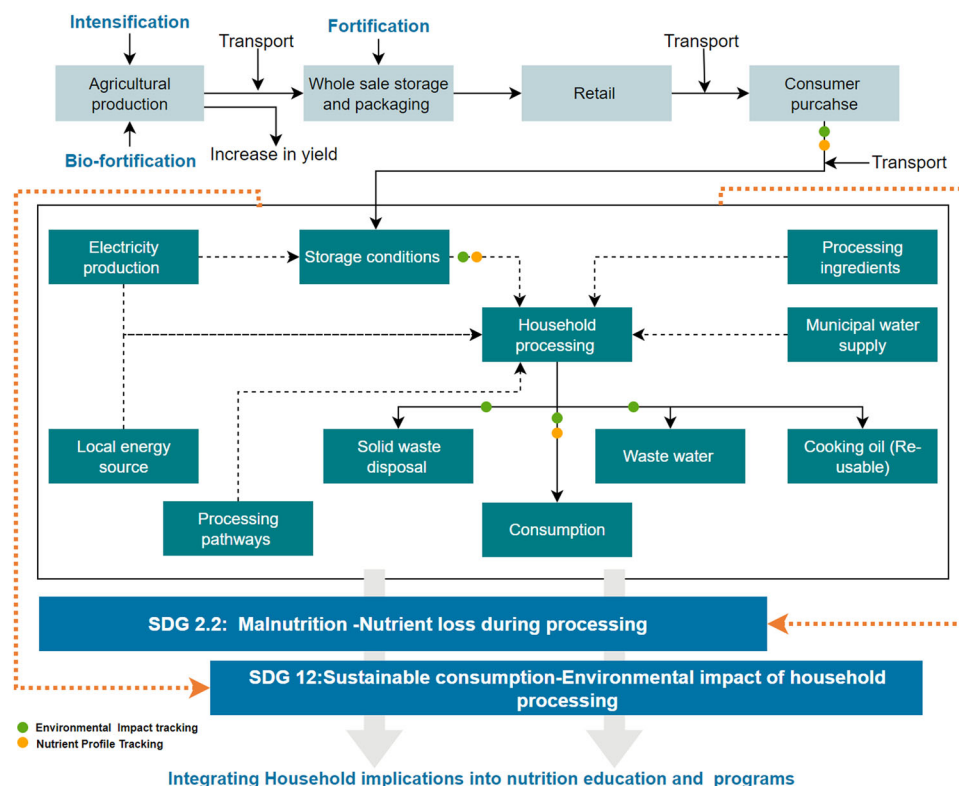 Intensification
Fortification
Transport
Transport
Agricultural
production
Whole sale storage
and packaging
Retail
Consumer
purcahse
Bio-fortification
Increase in yield
Transport
Electricity
production
Storage conditions
Processing
ingredients
Household
processing
Municipal water
supply
Local energy
source
Solid waste
disposal
Waste water
Cooking oil (Re-
usable)
Processing
pathways
Consumption
SDG 2.2: Malnutrition -Nutrient loss during processing
SDG 12:Sustainable consumption-Environmental impact of household
processing
Environmental Impact tracking
Nutrient Profile Tracking
Integrating Household implications into nutrition education and programs